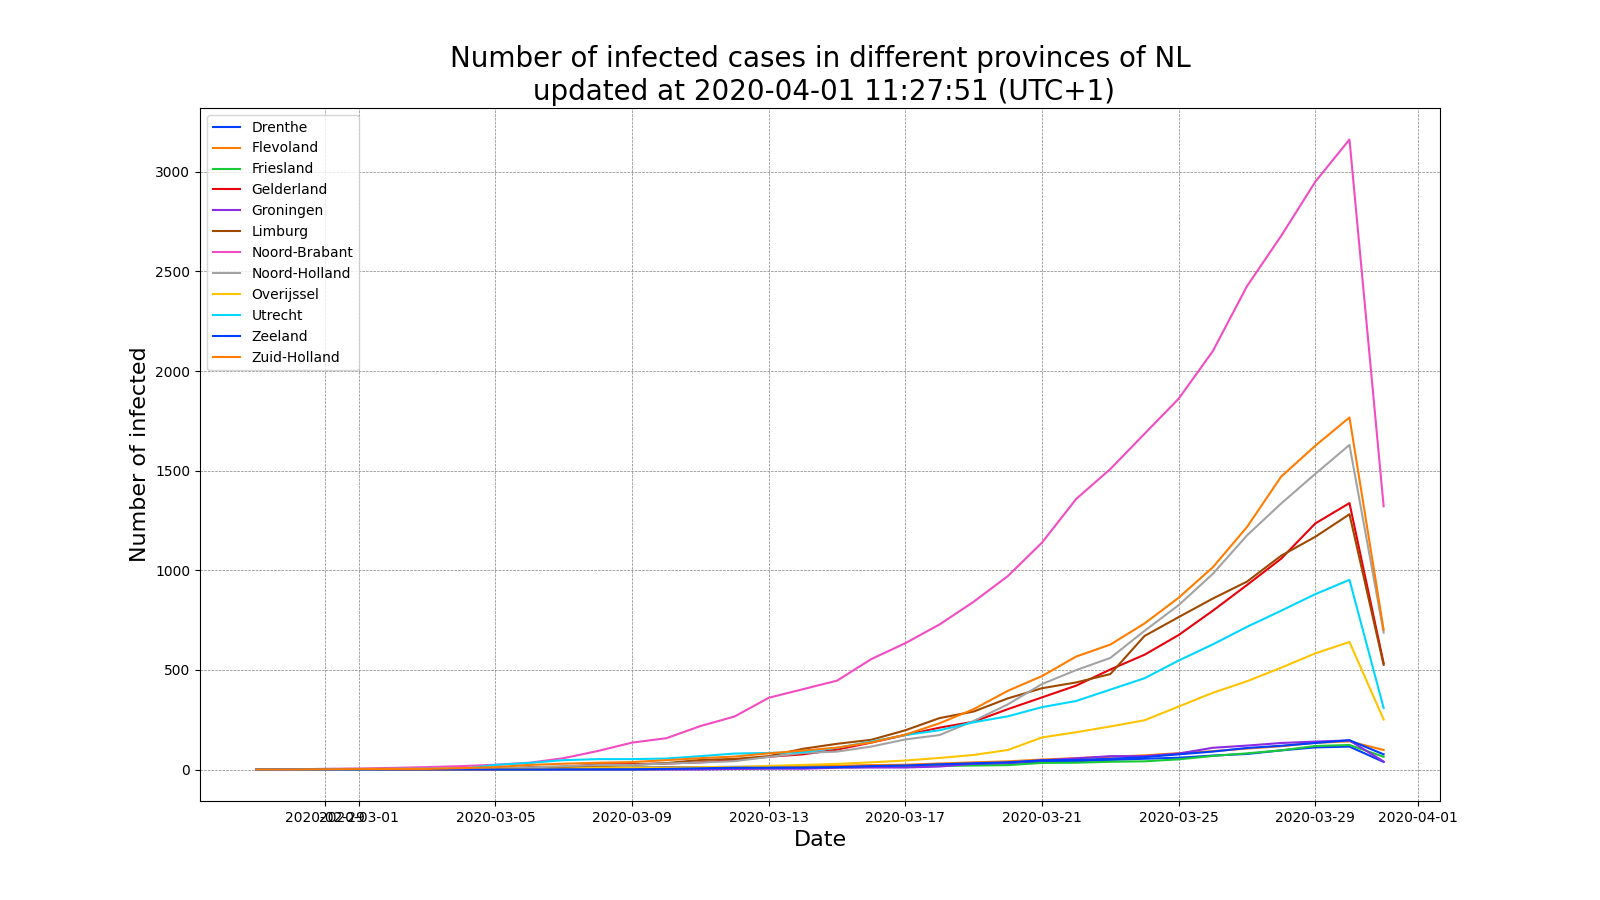 Number of infected cases in different provinces of NL
updated at 2020-04-01 11:27:51 (UTC+1)
Drenthe
Flevoland
Friesland
Gelderland
Groningen
Limburg
Noord-Brabant
Noord-Holland
Overijssel
Utrecht
Zeeland
Zuid-Holland
3000
2500
2000
1500
1000
500
0
Number of infected
2020-02-29 2020-03-01 2020-03-05 2020-03-09 2020-03-13 2020-03-17 2020-03-21 2020-03-25 2020-03-29 2020-04-01
Date